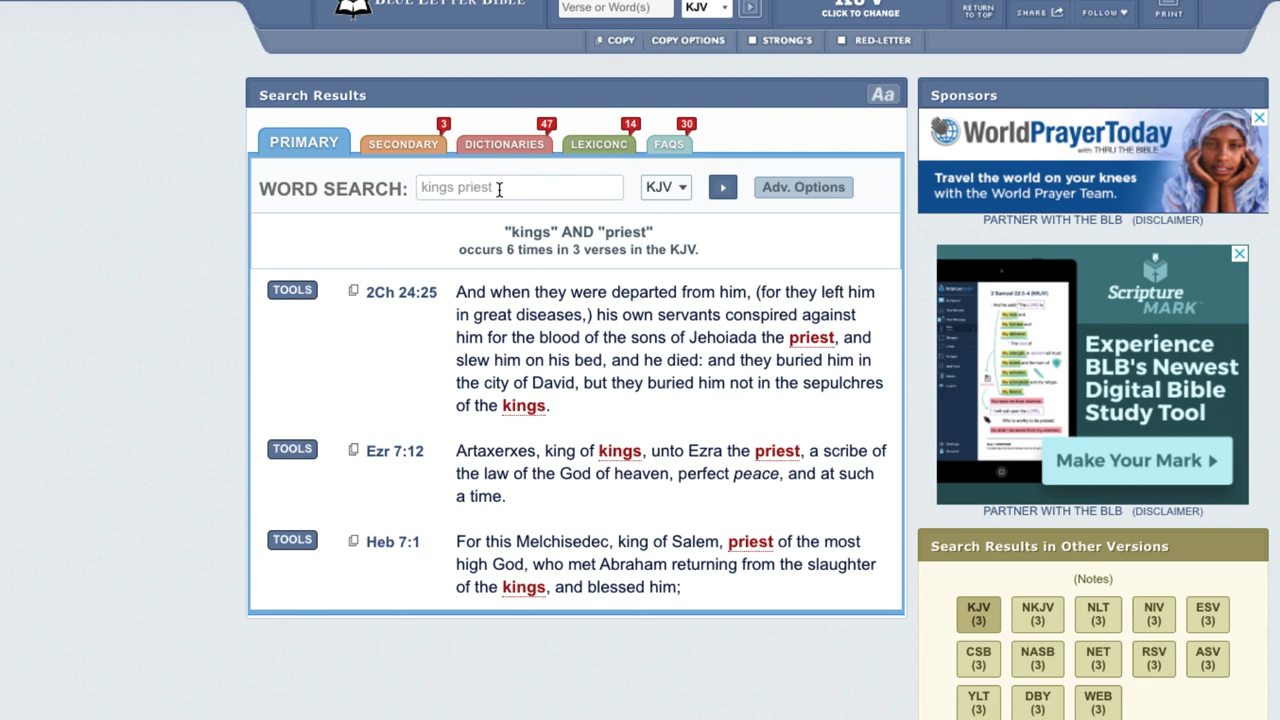 BLUE LETTER BIBLE
Verse or Word(s)
KJV
KJV
CLICK TO CHANGE
RETURN
TO TOP
SHARE
FOLLOW
PRINT
COPY
COPY OPTIONS
STRONG'S
RED-LETTER
Search Results
Aa
PRIMARY
SECONDARY
3
DICTIONARIES
47
LEXICONC
14
FAQS
30
WORD SEARCH:
kings priest
KJV
Adv. Options
"kings" AND "priest"
occurs 6 times in 3 verses in the KJV.
TOOLS
2Ch 24:25
And when they were departed from him, (for they left him
in great diseases,) his own servants conspired against
him for the blood of the sons of Jehoiada the priest, and
slew him on his bed, and he died: and they buried him in
the city of David, but they buried him not in the sepulchres
of the kings.
TOOLS
Ezr 7:12
Artaxerxes, king of kings, unto Ezra the priest, a scribe of
the law of the God of heaven, perfect peace, and at such
a time.
TOOLS
Heb 7:1
For this Melchisedec, king of Salem, priest of the most
high God, who met Abraham returning from the slaughter
of the kings, and blessed him;
Sponsors
WorldPrayerToday
with THRU THE BIBLE
Travel the world on your knees
with the World Prayer Team.
PARTNER WITH THE BLB (DISCLAIMER)
Scripture
MARK
Experience
BLB's Newest
Digital Bible
Study Tool
Make Your Mark
PARTNER WITH THE BLB (DISCLAIMER)
Search Results in Other Versions
(Notes)
KJV
(3)
NKJV
(3)
NLT
(3)
NIV
(3)
ESV
(3)
CSB
(3)
NASB
(3)
NET
(3)
RSV
(3)
ASV
(3)
YLT
(3)
DBY
(3)
WEB
(3)